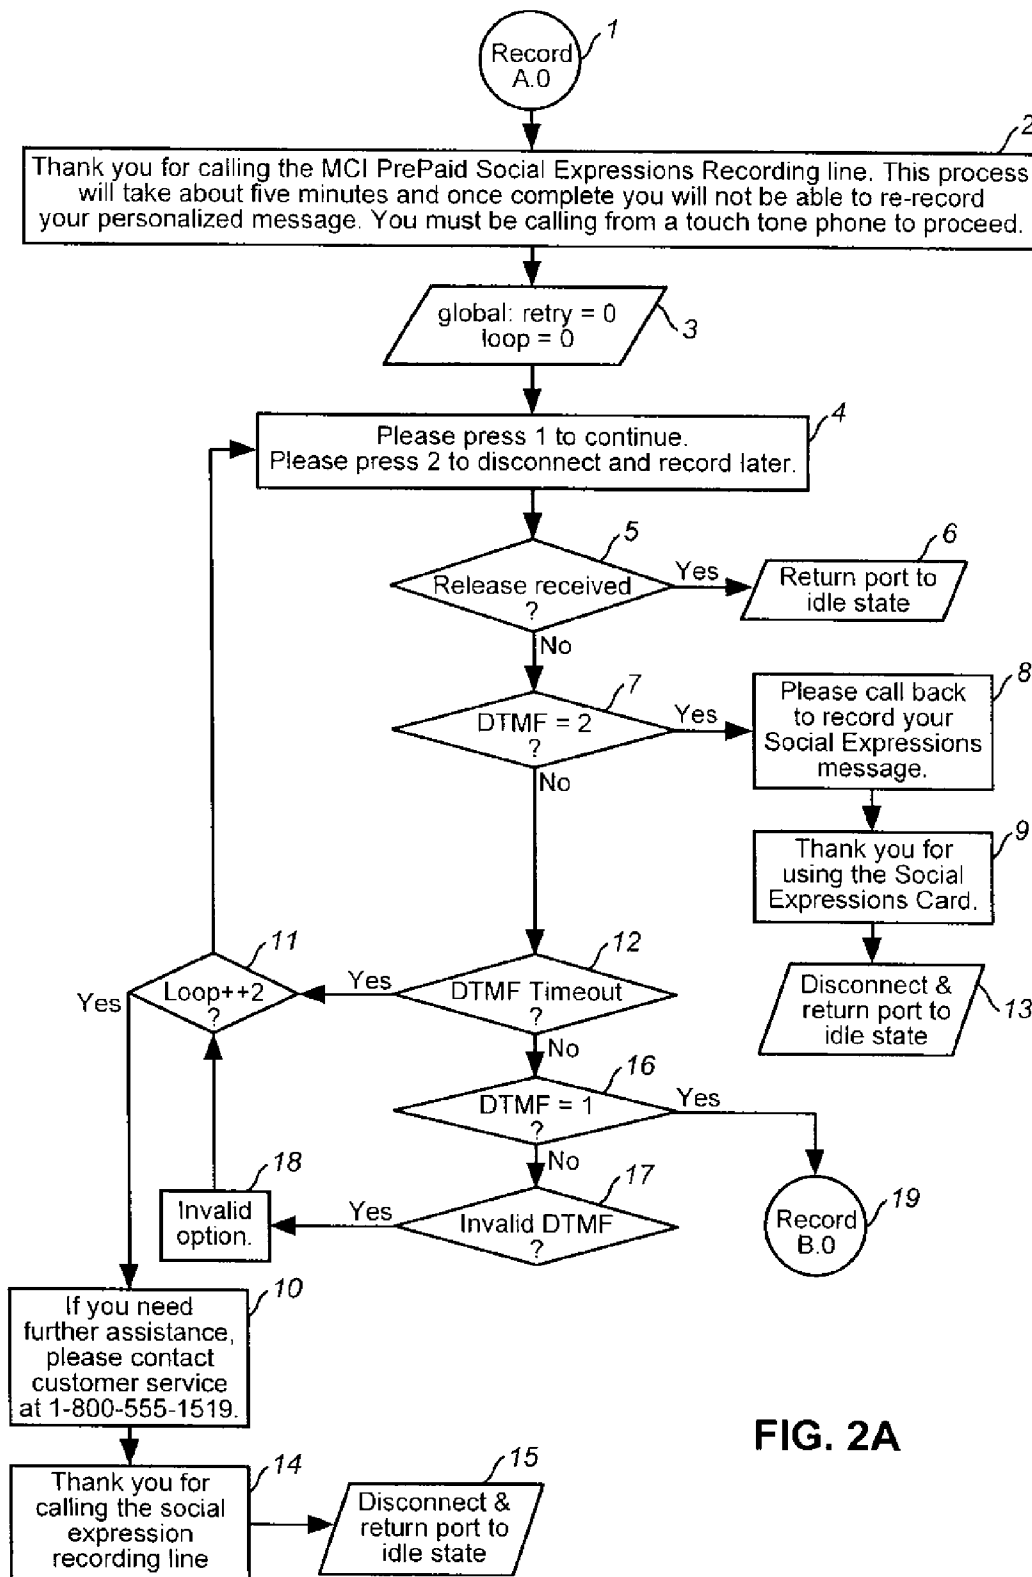 1
Record
A.0
2
Thank you for calling the MCI PrePaid Social Expressions Recording line. This process
will take about five minutes and once complete you will not be able to re-record
your personalized message. You must be calling from a touch tone phone to proceed.
global: retry = 0
loop = 0
3
4
Please press 1 to continue.
Please press 2 to disconnect and record later.
5
Release received
?
Yes
No
6
Return port to
idle state
7
DTMF = 2
?
Yes
No
8
Please call back
to record your
Social Expressions
message.
9
Thank you for
using the Social
Expressions Card.
11
Loop++2
?
Yes
12
DTMF Timeout
?
Yes
No
Disconnect &
return port to
idle state
13
16
DTMF = 1
?
Yes
No
18
Invalid
option.
17
Invalid DTMF
?
Yes
19
Record
B.0
10
If you need
further assistance,
please contact
customer service
at 1-800-555-1519.
14
Thank you for
calling the social
expression
recording line
15
Disconnect &
return port to
idle state
FIG. 2A